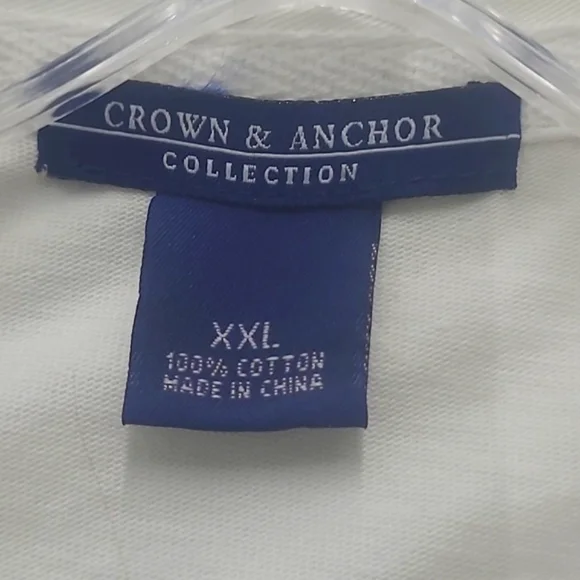 CROWN & ANCHOR
COLLECTION
XXL
100% COTTON
MADE IN CHINA